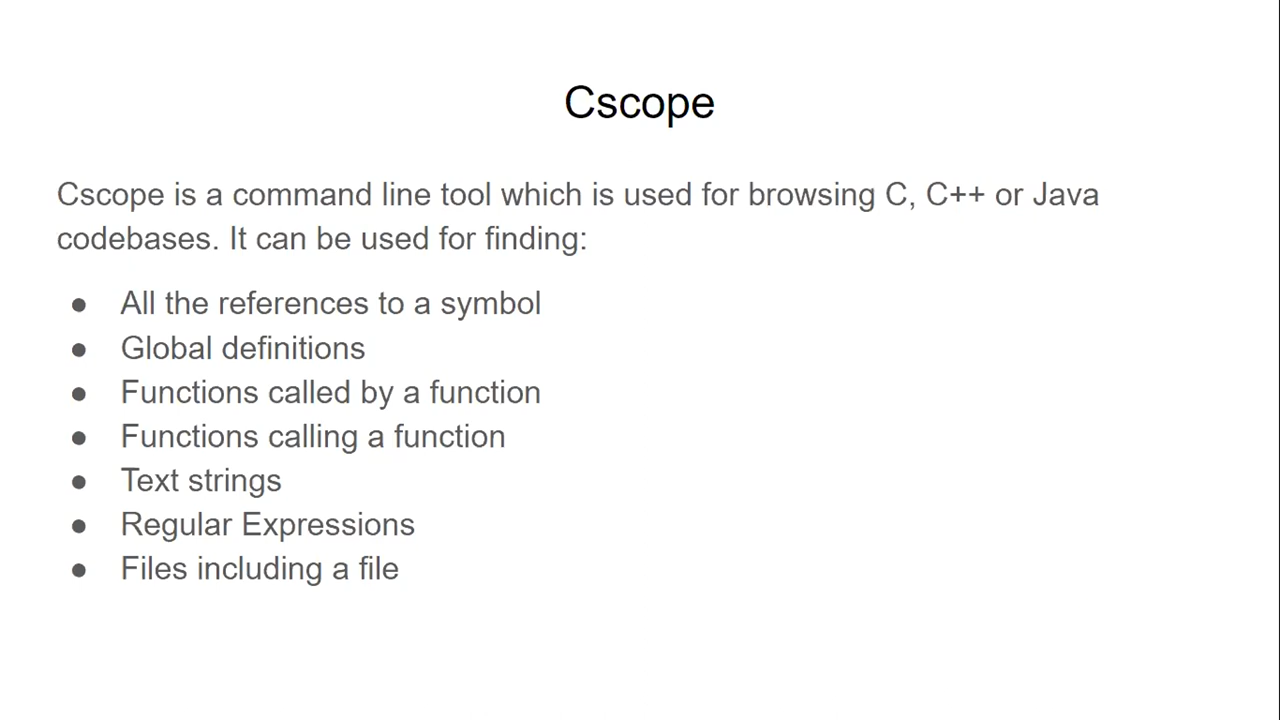 Cscope
Cscope is a command line tool which is used for browsing C, C++ or Java
codebases. It can be used for finding:
● All the references to a symbol
● Global definitions
● Functions called by a function
● Functions calling a function
● Text strings
● Regular Expressions
● Files including a file